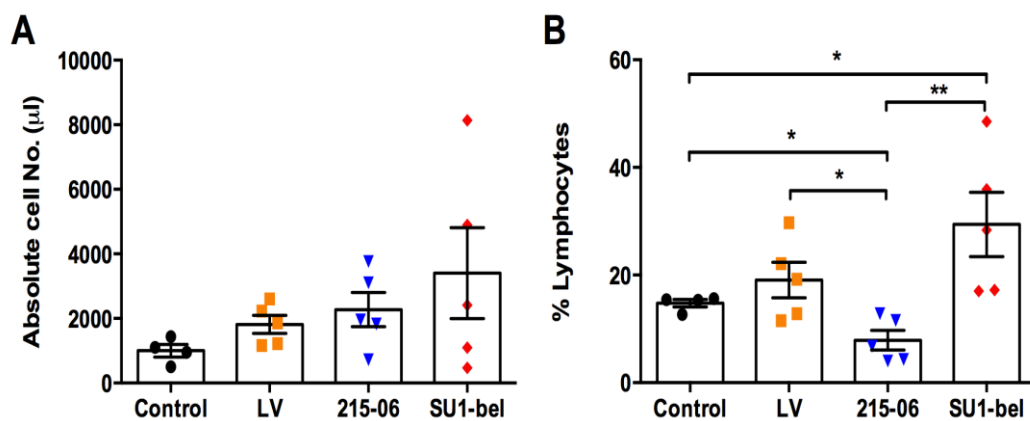 A
Absolute cell No. (μl)
10000
8000
6000
4000
2000
0
Control LV 215-06 SU1-bel
B
% Lymphocytes
60
40
20
0
*
**
*
*
Control LV 215-06 SU1-bel